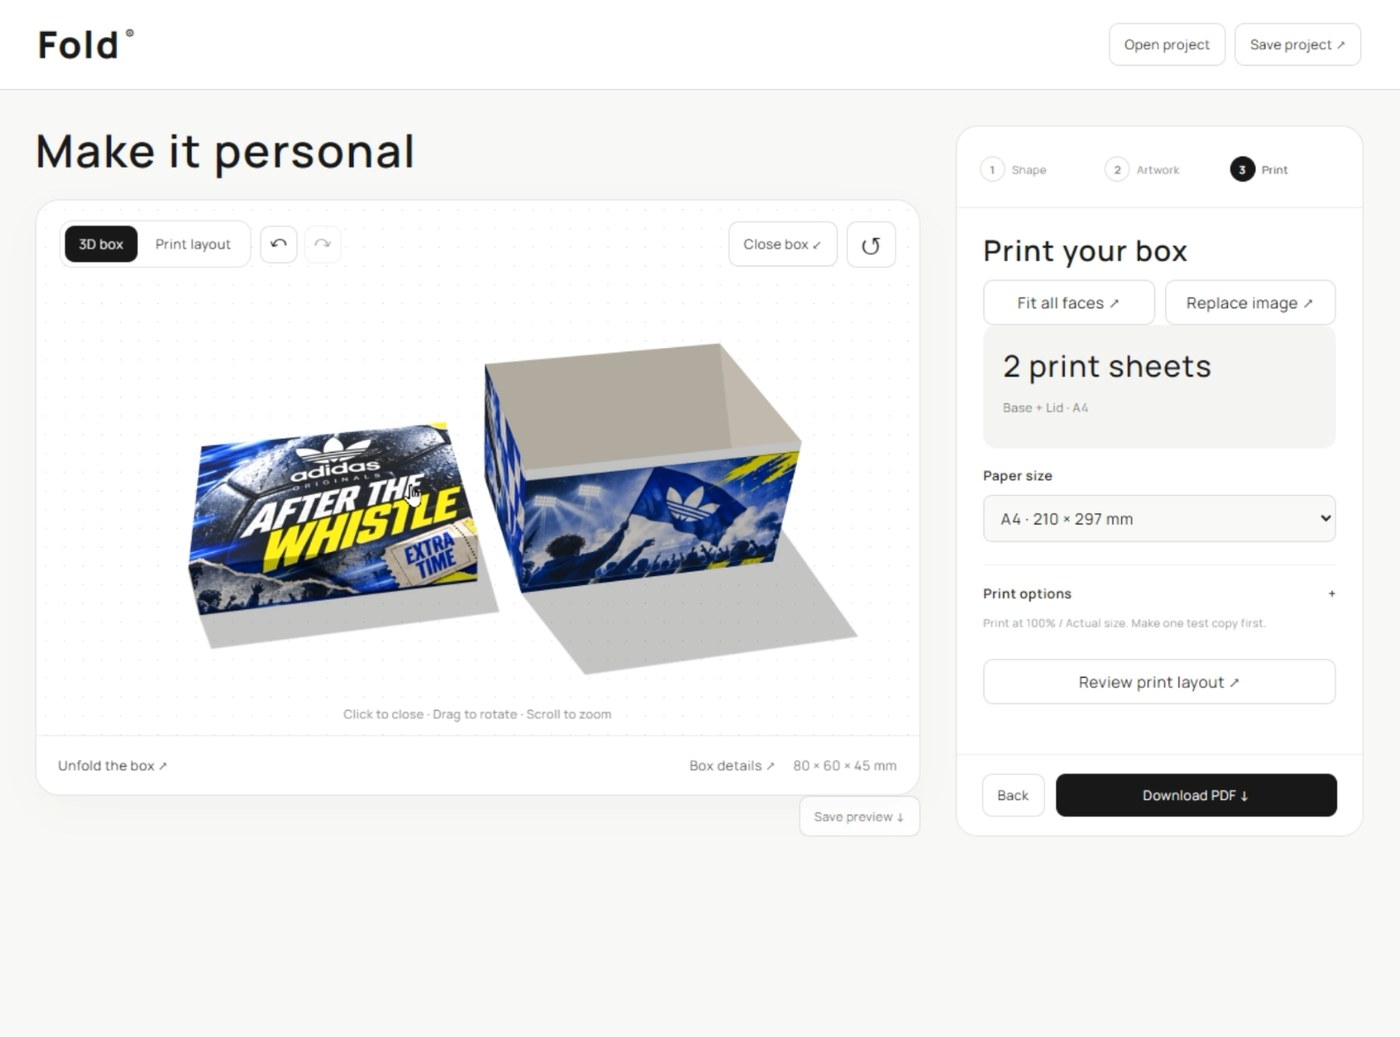 Fold®
Open project
Save project ↗
Make it personal
3D box
Print layout
Close box ↙
adidas
ORIGINALS
AFTER THE
WHISTLE
EXTRA
TIME
Click to close · Drag to rotate · Scroll to zoom
Unfold the box ↗
Box details ↗
80 × 60 × 45 mm
Save preview ↓
1 Shape
2 Artwork
3 Print
Print your box
Fit all faces ↗
Replace image ↗
2 print sheets
Base + Lid · A4
Paper size
A4 · 210 × 297 mm
Print options +
Print at 100% / Actual size. Make one test copy first.
Review print layout ↗
Back
Download PDF ↓